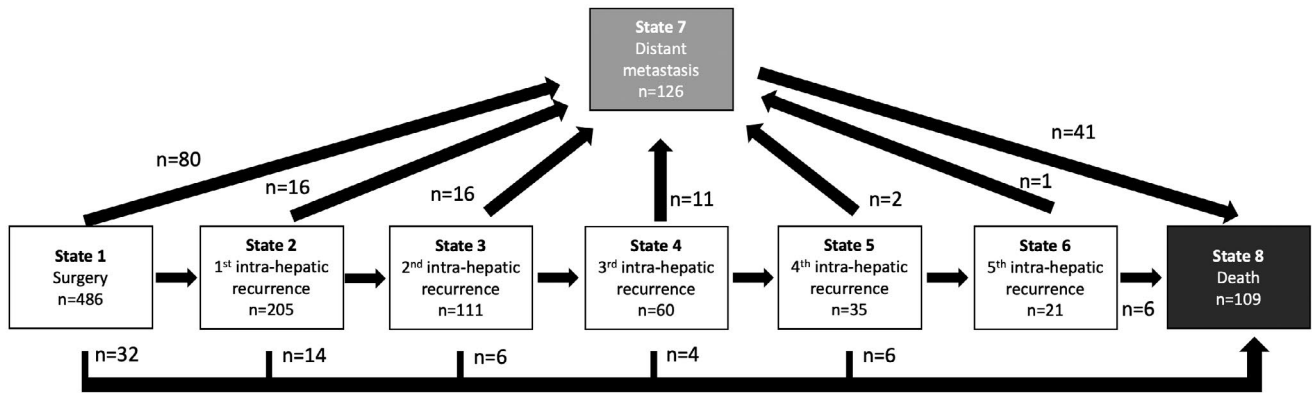 State 7
Distant
metastasis
n=126
n=80
n=16
n=16
n=11
n=2
n=1
n=41
State 1
Surgery
n=486
State 2
1st intra-hepatic
recurrence
n=205
State 3
2nd intra-hepatic
recurrence
n=111
State 4
3rd intra-hepatic
recurrence
n=60
State 5
4th intra-hepatic
recurrence
n=35
State 6
5th intra-hepatic
recurrence
n=21
n=6
State 8
Death
n=109
n=32
n=14
n=6
n=4
n=6